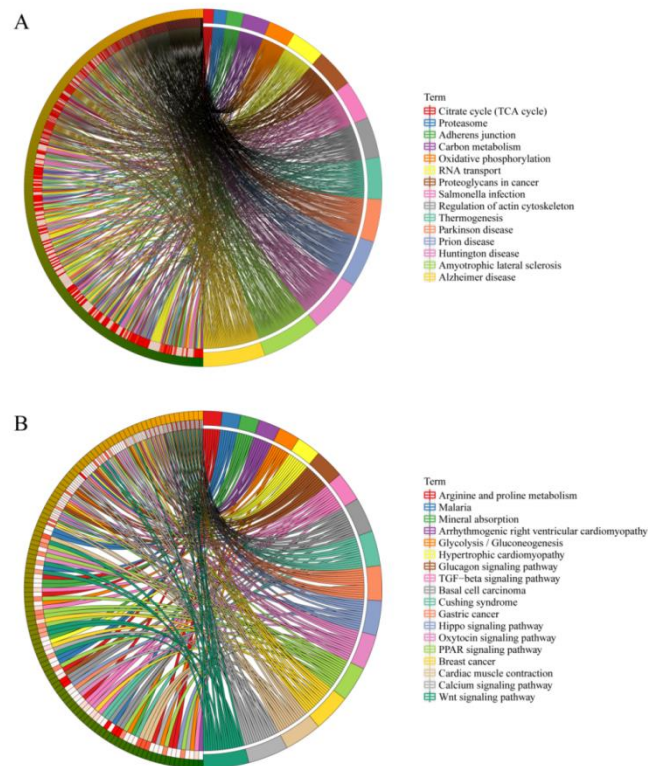 A
Term
Citrate cycle (TCA cycle)
Proteasome
Adherens junction
Carbon metabolism
Oxidative phosphorylation
RNA transport
Proteoglycans in cancer
Salmonella infection
Regulation of actin cytoskeleton
Thermogenesis
Parkinson disease
Prion disease
Huntington disease
Amyotrophic lateral sclerosis
Alzheimer disease
B
Term
Arginine and proline metabolism
Malaria
Mineral absorption
Arrhythmogenic right ventricular cardiomyopathy
Glycolysis / Gluconeogenesis
Hypertrophic cardiomyopathy
Glucagon signaling pathway
TGF−beta signaling pathway
Basal cell carcinoma
Cushing syndrome
Gastric cancer
Hippo signaling pathway
Oxytocin signaling pathway
PPAR signaling pathway
Breast cancer
Cardiac muscle contraction
Calcium signaling pathway
Wnt signaling pathway